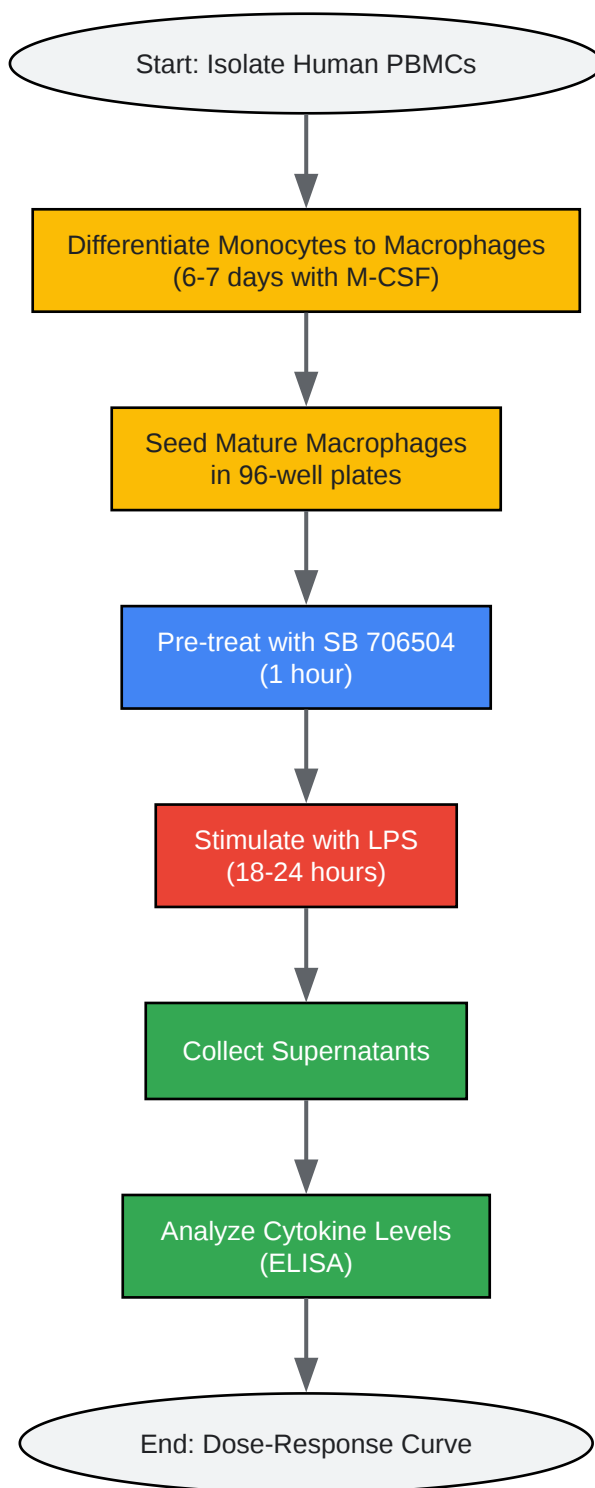 Start: Isolate Human PBMCs
Differentiate Monocytes to Macrophages
(6-7 days with M-CSF)
Seed Mature Macrophages
in 96-well plates
Pre-treat with SB 706504
(1 hour)
Stimulate with LPS
(18-24 hours)
Collect Supernatants
Analyze Cytokine Levels
(ELISA)
End: Dose-Response Curve